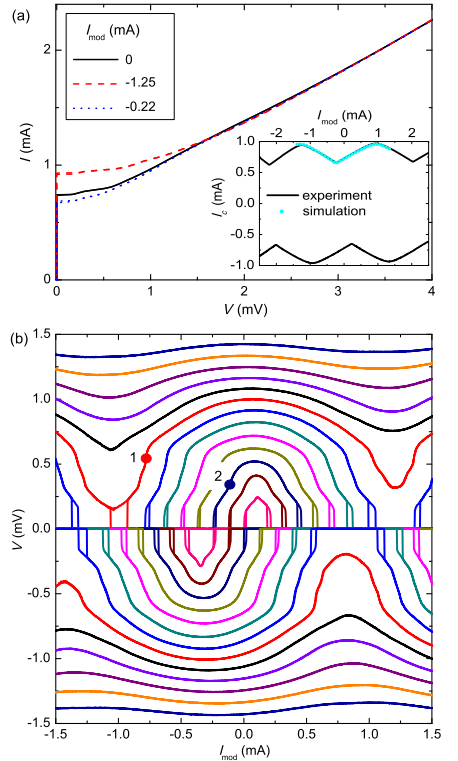 (a)
I_mod (mA)
0
-1.25
-0.22
I (mA)
2
1
0
0 1 2 3 4
V (mV)
I_mod (mA)
-2 -1 0 1 2
1.0
0.5
0.0
-0.5
-1.0
I_c (mA)
experiment
simulation
(b)
V (mV)
1.5
1.0
0.5
0.0
-0.5
-1.0
-1.5
1
2
-1.5 -1.0 -0.5 0.0 0.5 1.0 1.5
I_mod (mA)